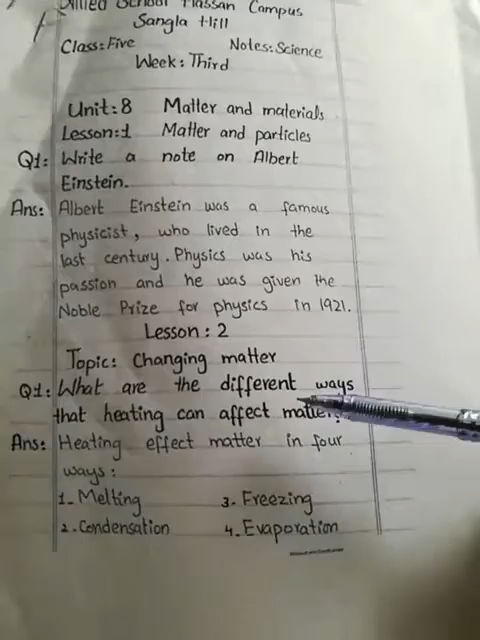 Allied School Hassan Campus
Sangla Hill
Class: Five Notes: Science
Week: Third
Unit: 8 Matter and materials
Lesson: 1 Matter and particles
Q1: Write a note on Albert
Einstein.
Ans: Albert Einstein was a famous
physicist, who lived in the
last century. Physics was his
passion and he was given the
Noble Prize for physics in 1921.
Lesson: 2
Topic: Changing matter
Q1: What are the different ways
that heating can affect matter?
Ans: Heating effect matter in four
ways:
1- Melting 3- Freezing
2- Condensation 4- Evaporation